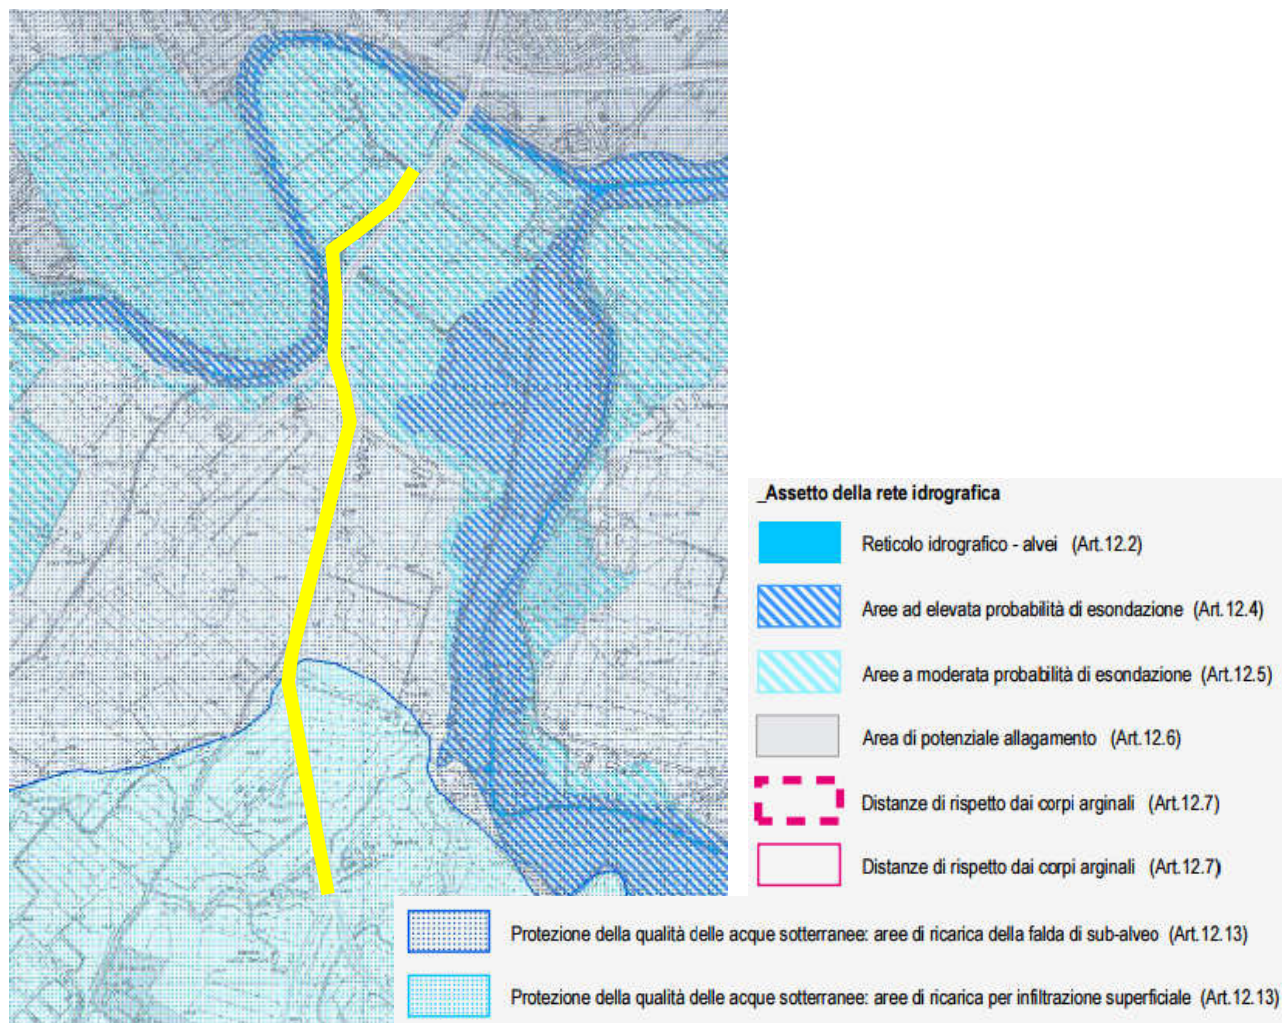 _Assetto della rete idrografica
Reticolo idrografico - alvei (Art.12.2)
Aree ad elevata probabilità di esondazione (Art.12.4)
Aree a moderata probabilità di esondazione (Art.12.5)
Area di potenziale allagamento (Art.12.6)
Distanze di rispetto dai corpi arginali (Art.12.7)
Distanze di rispetto dai corpi arginali (Art.12.7)
Protezione della qualità delle acque sotterranee: aree di ricarica della falda di sub-alveo (Art.12.13)
Protezione della qualità delle acque sotterranee: aree di ricarica per infiltrazione superficiale (Art.12.13)